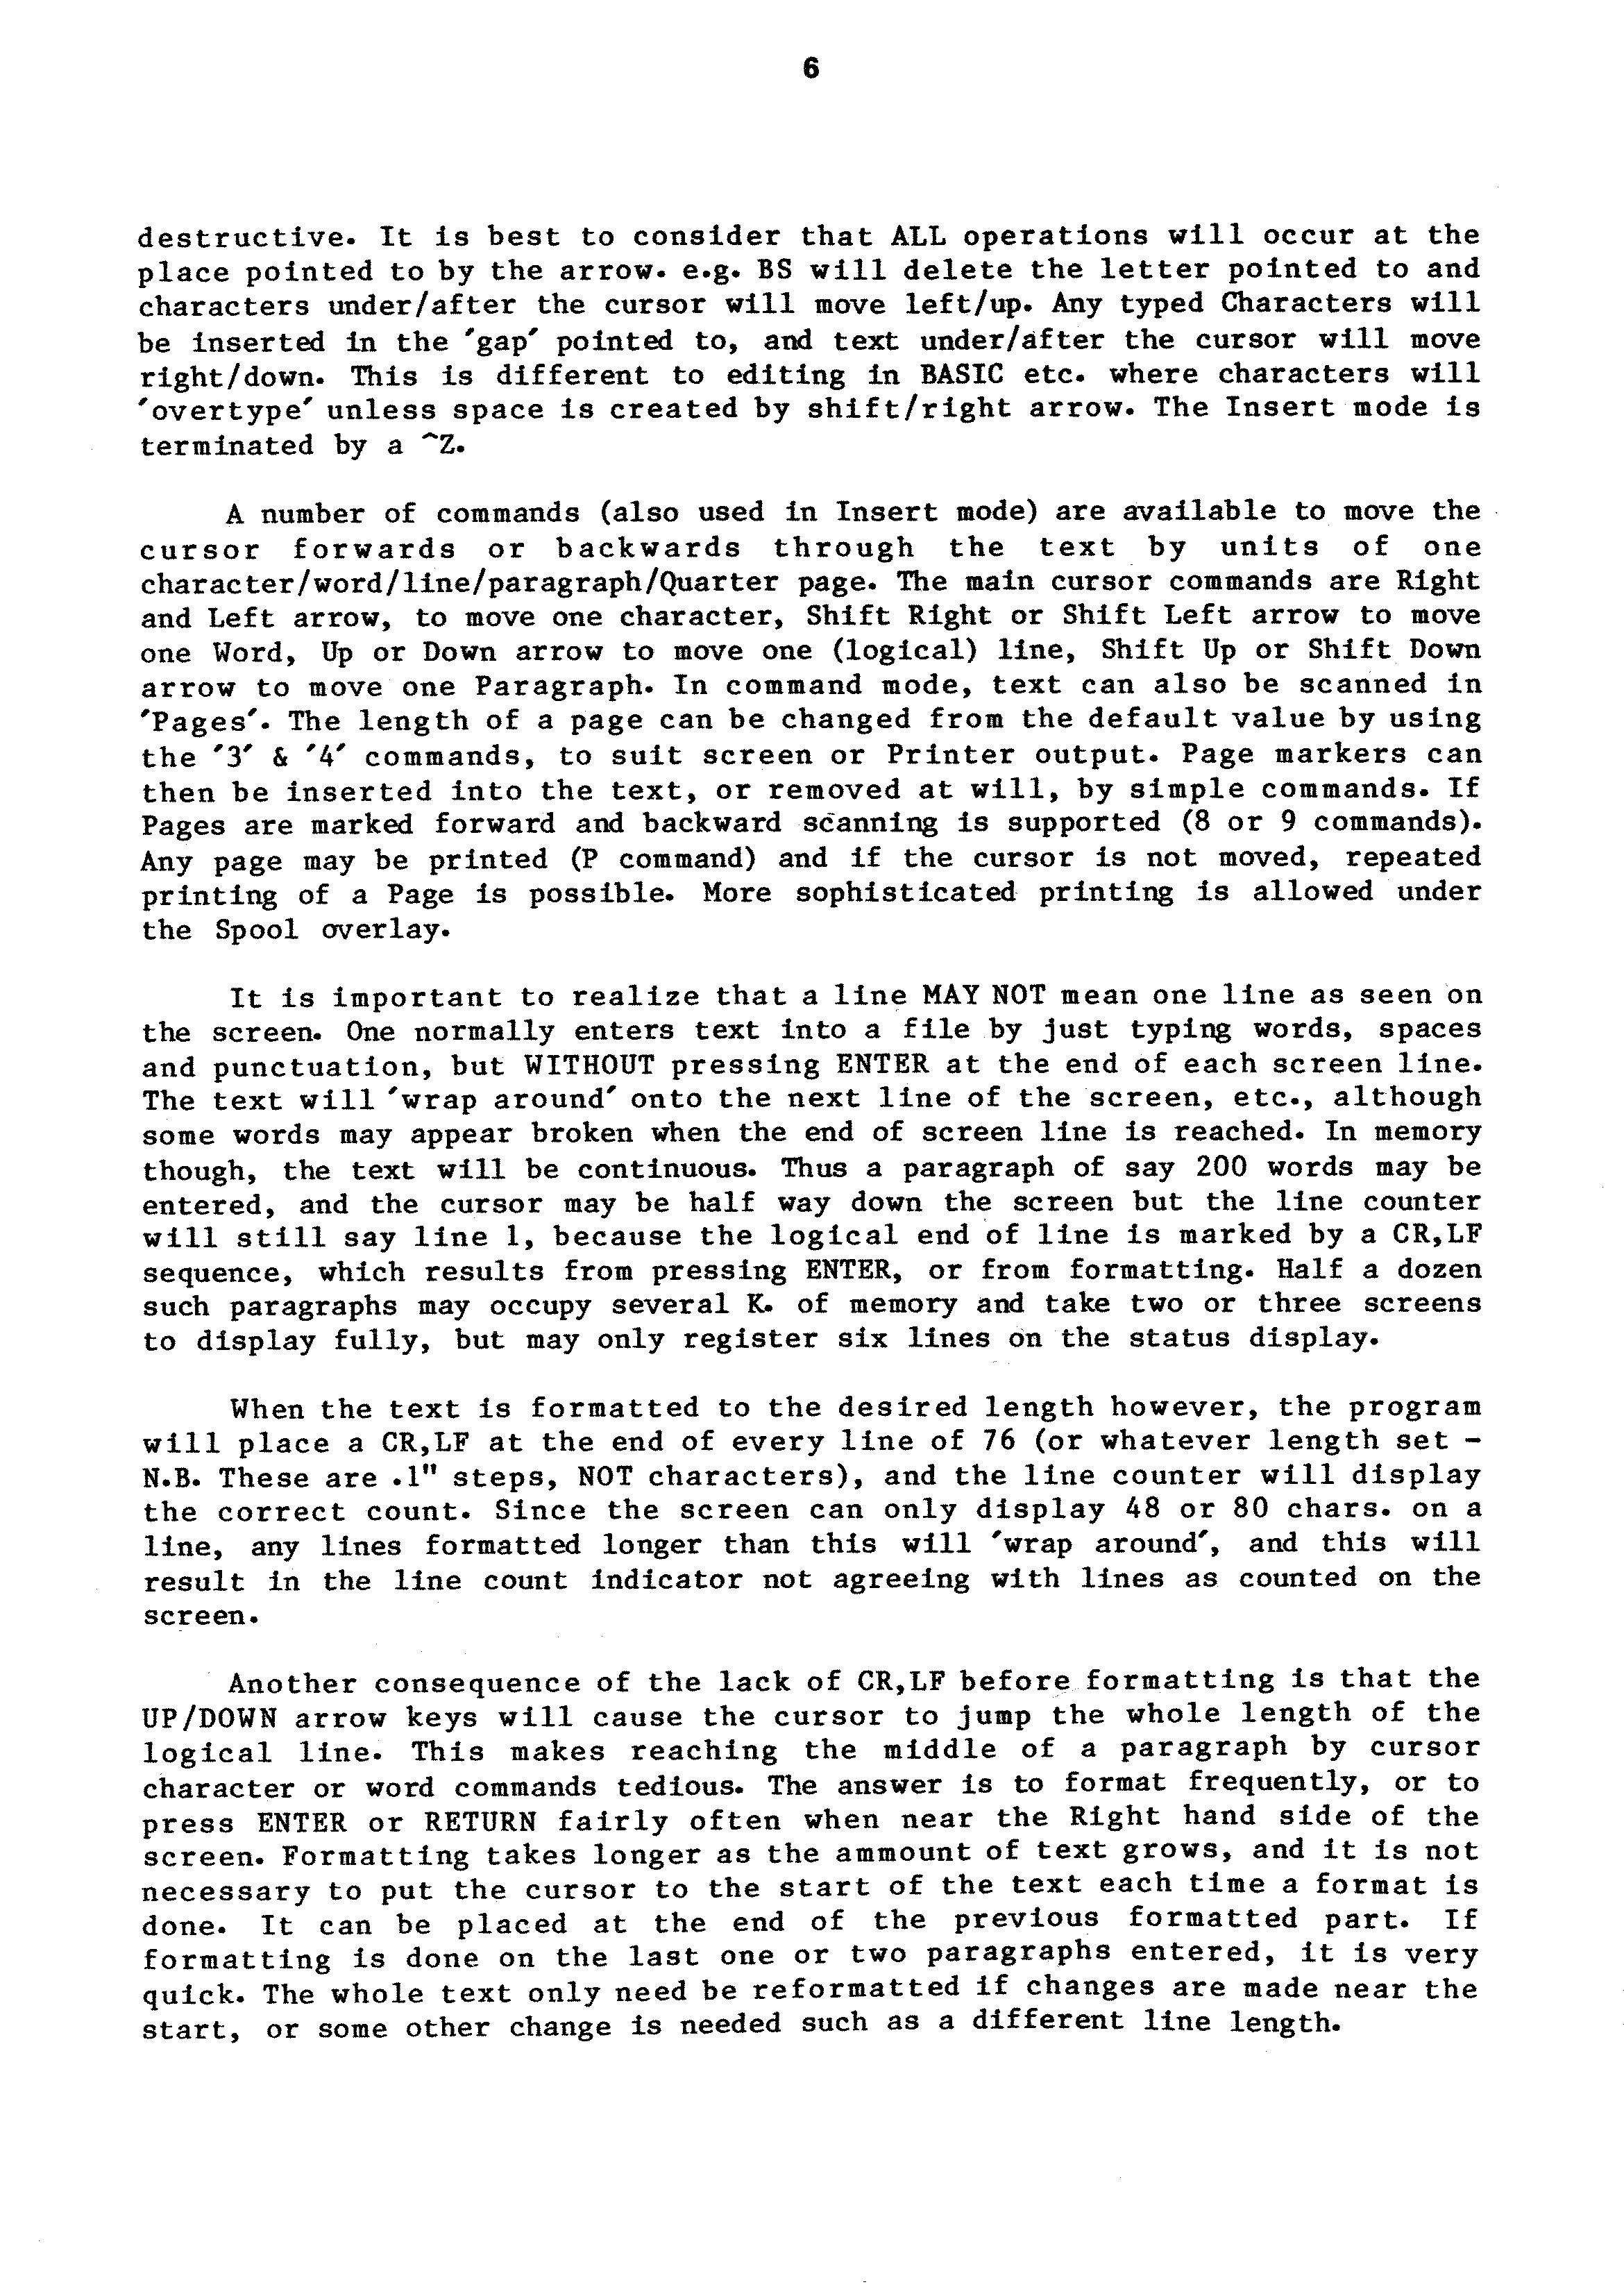 6
destructive. It is best to consider that ALL operations will occur at the
place pointed to by the arrow. e.g. BS will delete the letter pointed to and
characters under/after the cursor will move left/up. Any typed Characters will
be inserted in the 'gap' pointed to, and text under/after the cursor will move
right/down. This is different to editing in BASIC etc. where characters will
'overtype' unless space is created by shift/right arrow. The Insert mode is
terminated by a ^Z.
A number of commands (also used in Insert mode) are available to move the
cursor forwards or backwards through the text by units of one
character/word/line/paragraph/Quarter page. The main cursor commands are Right
and Left arrow, to move one character, Shift Right or Shift Left arrow to move
one Word, Up or Down arrow to move one (logical) line, Shift Up or Shift Down
arrow to move one Paragraph. In command mode, text can also be scanned in
'Pages'. The length of a page can be changed from the default value by using
the '3' & '4' commands, to suit screen or Printer output. Page markers can
then be inserted into the text, or removed at will, by simple commands. If
Pages are marked forward and backward scanning is supported (8 or 9 commands).
Any page may be printed (P command) and if the cursor is not moved, repeated
printing of a Page is possible. More sophisticated printing is allowed under
the Spool overlay.
It is important to realize that a line MAY NOT mean one line as seen on
the screen. One normally enters text into a file by just typing words, spaces
and punctuation, but WITHOUT pressing ENTER at the end of each screen line.
The text will 'wrap around' onto the next line of the screen, etc., although
some words may appear broken when the end of screen line is reached. In memory
though, the text will be continuous. Thus a paragraph of say 200 words may be
entered, and the cursor may be half way down the screen but the line counter
will still say line 1, because the logical end of line is marked by a CR,LF
sequence, which results from pressing ENTER, or from formatting. Half a dozen
such paragraphs may occupy several K. of memory and take two or three screens
to display fully, but may only register six lines on the status display.
When the text is formatted to the desired length however, the program
will place a CR,LF at the end of every line of 76 (or whatever length set -
N.B. These are .1" steps, NOT characters), and the line counter will display
the correct count. Since the screen can only display 48 or 80 chars. on a
line, any lines formatted longer than this will 'wrap around', and this will
result in the line count indicator not agreeing with lines as counted on the
screen.
Another consequence of the lack of CR,LF before formatting is that the
UP/DOWN arrow keys will cause the cursor to jump the whole length of the
logical line. This makes reaching the middle of a paragraph by cursor
character or word commands tedious. The answer is to format frequently, or to
press ENTER or RETURN fairly often when near the Right hand side of the
screen. Formatting takes longer as the ammount of text grows, and it is not
necessary to put the cursor to the start of the text each time a format is
done. It can be placed at the end of the previous formatted part. If
formatting is done on the last one or two paragraphs entered, it is very
quick. The whole text only need be reformatted if changes are made near the
start, or some other change is needed such as a different line length.